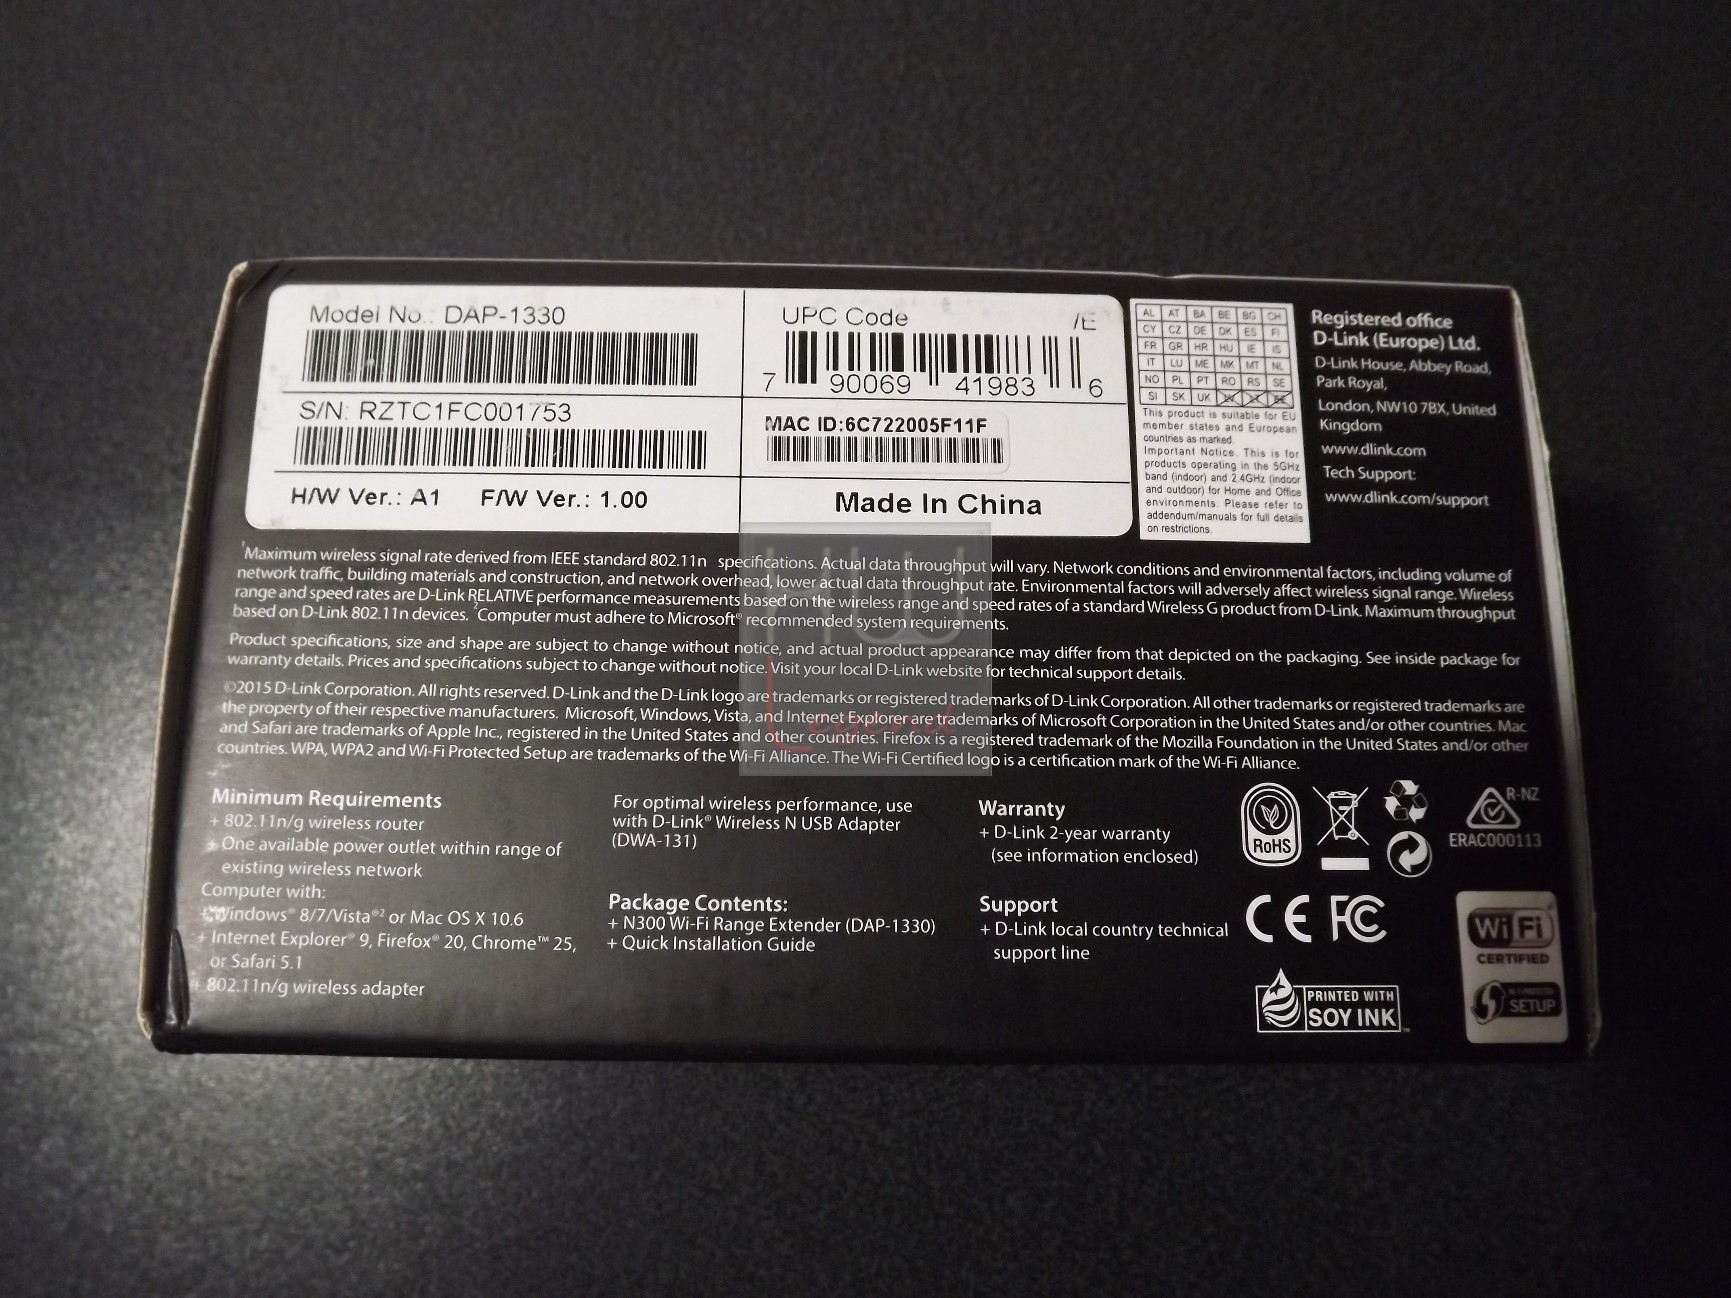 Model No.: DAP-1330
S/N: RZTC1FC001753
H/W Ver.: A1 F/W Ver.: 1.00
UPC Code /E
7 90069 41983 6
MAC ID:6C722005F11F
Made In China
AL AT BA BE BG CH
CY CZ DE DK ES FI
FR GR HR HU IE IS
IT LU ME MK MT NL
NO PL PT RO RS SE
SI SK UK
This product is suitable for EU
member states and European
countries as marked.
Important Notice. This is for
products operating in the 5GHz
band (indoor) and 2.4GHz (indoor
and outdoor) for Home and Office
environments. Please refer to
addendum/manuals for full details
on restrictions.
Registered office
D-Link (Europe) Ltd.
D-Link House, Abbey Road,
Park Royal,
London, NW10 7BX, United
Kingdom
www.dlink.com
Tech Support:
www.dlink.com/support
¹Maximum wireless signal rate derived from IEEE standard 802.11n specifications. Actual data throughput will vary. Network conditions and environmental factors, including volume of
network traffic, building materials and construction, and network overhead, lower actual data throughput rate. Environmental factors will adversely affect wireless signal range. Wireless
range and speed rates are D-Link RELATIVE performance measurements based on the wireless range and speed rates of a standard Wireless G product from D-Link. Maximum throughput
based on D-Link 802.11n devices. ²Computer must adhere to Microsoft® recommended system requirements.
Product specifications, size and shape are subject to change without notice, and actual product appearance may differ from that depicted on the packaging. See inside package for
warranty details. Prices and specifications subject to change without notice. Visit your local D-Link website for technical support details.
©2015 D-Link Corporation. All rights reserved. D-Link and the D-Link logo are trademarks or registered trademarks of D-Link Corporation. All other trademarks or registered trademarks are
the property of their respective manufacturers. Microsoft, Windows, Vista, and Internet Explorer are trademarks of Microsoft Corporation in the United States and/or other countries. Mac
and Safari are trademarks of Apple Inc., registered in the United States and other countries. Firefox is a registered trademark of the Mozilla Foundation in the United States and/or other
countries. WPA, WPA2 and Wi-Fi Protected Setup are trademarks of the Wi-Fi Alliance. The Wi-Fi Certified logo is a certification mark of the Wi-Fi Alliance.
HW
Legend
Minimum Requirements
+ 802.11n/g wireless router
+ One available power outlet within range of
existing wireless network
Computer with:
+ Windows® 8/7/Vista®² or Mac OS X 10.6
+ Internet Explorer® 9, Firefox® 20, Chrome™ 25,
or Safari 5.1
+ 802.11n/g wireless adapter
For optimal wireless performance, use
with D-Link® Wireless N USB Adapter
(DWA-131)
Package Contents:
+ N300 Wi-Fi Range Extender (DAP-1330)
+ Quick Installation Guide
Warranty
+ D-Link 2-year warranty
(see information enclosed)
Support
+ D-Link local country technical
support line
RoHS
R-NZ
ERAC000113
CE FC
PRINTED WITH
SOY INK™
Wi Fi
CERTIFIED
SETUP